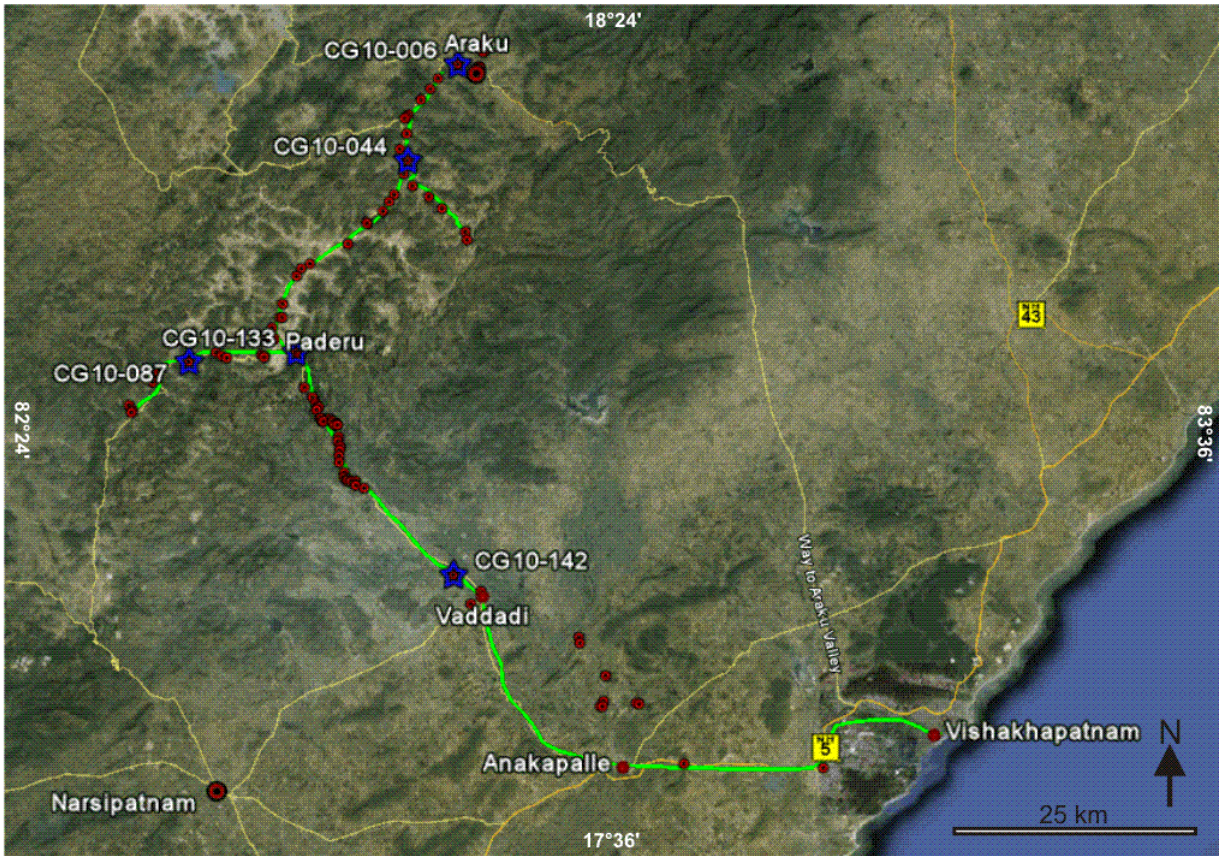 18°24'
CG10-006
Araku
CG10-044
43
CG10-133
Paderu
CG10-087
82°24'
83°36'
CG10-142
Vaddadi
Way to Araku Valley
5
Vishakhapatnam
N
Anakapalle
Narsipatnam
25 km
17°36'